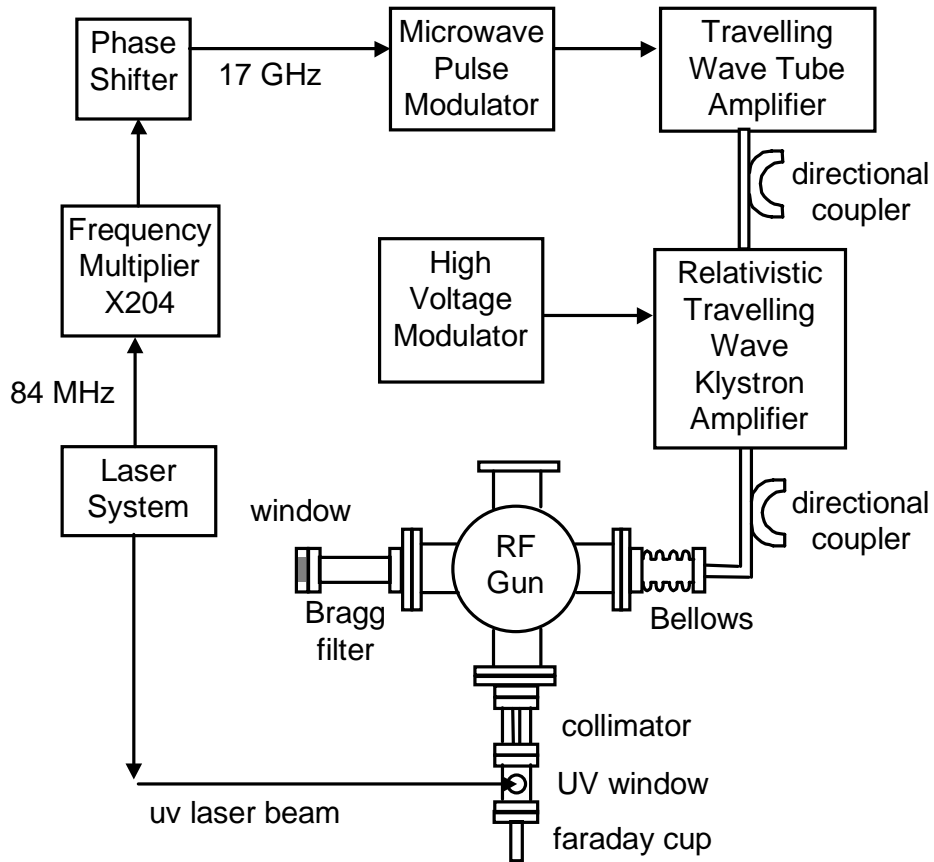 Phase
Shifter
17 GHz
Microwave
Pulse
Modulator
Travelling
Wave Tube
Amplifier
directional
coupler
Frequency
Multiplier
X204
High
Voltage
Modulator
Relativistic
Travelling
Wave
Klystron
Amplifier
84 MHz
Laser
System
window
RF
Gun
directional
coupler
Bragg
filter
Bellows
collimator
UV window
uv laser beam
faraday cup